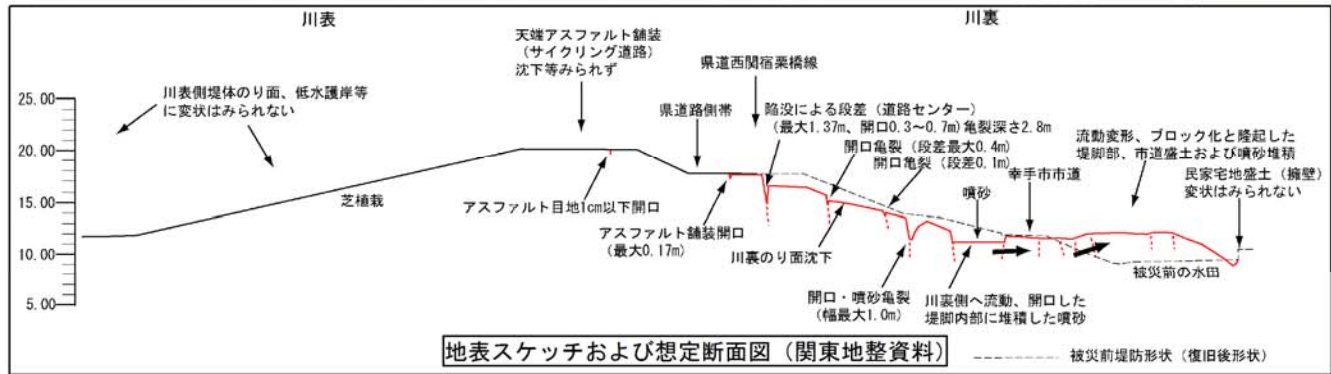 川表
川裏
天端アスファルト舗装
（サイクリング道路）
沈下等みられず
県道西関宿栗橋線
川表側堤体のり面、低水護岸等
に変状はみられない
県道路側帯
陥没による段差（道路センター）
（最大1.37m、開口0.3～0.7m）亀裂深さ2.8m
開口亀裂（段差最大0.4m）
開口亀裂（段差0.1m）
流動変形、ブロック化と隆起した
堤脚部、市道盛土および噴砂堆積
民家宅地盛土（擁壁）
変状はみられない
噴砂
幸手市市道
25.00
20.00
15.00
10.00
5.00
芝植栽
アスファルト目地1cm以下開口
アスファルト舗装開口
（最大0.17m）
川裏のり面沈下
開口・噴砂亀裂
（幅最大1.0m）
川裏側へ流動、開口した
堤脚内部に堆積した噴砂
被災前の水田
地表スケッチおよび想定断面図（関東地整資料）
被災前堤防形状（復旧後形状）